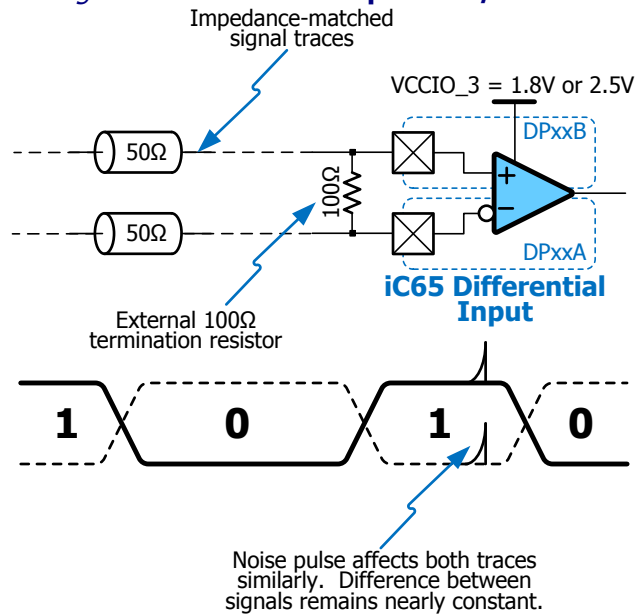 Impedance-matched
signal traces
VCCIO_3 = 1.8V or 2.5V
DPxxB
50Ω
100Ω
+
–
50Ω
DPxxA
iC65 Differential
Input
External 100Ω
termination resistor
1 0 1 0
Noise pulse affects both traces
similarly. Difference between
signals remains nearly constant.